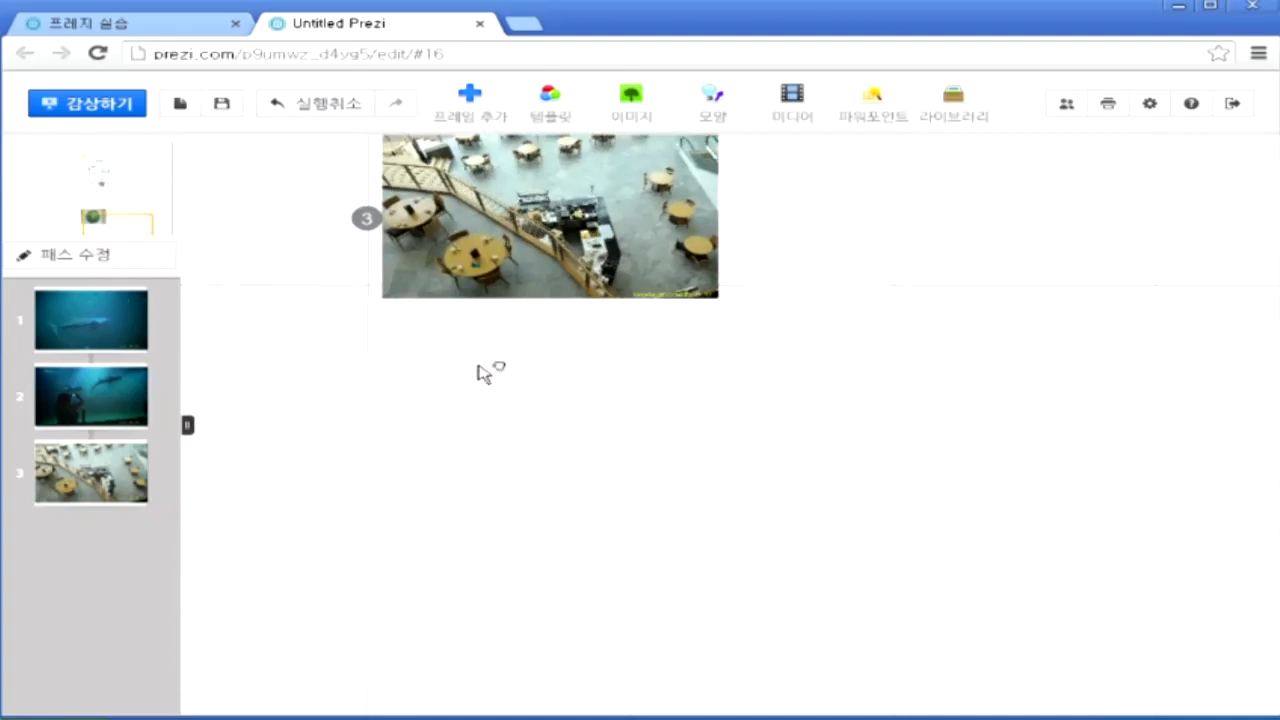 프레지 실습
Untitled Prezi
prezi.com/p9umwz_d4yg5/edit/#16
감상하기
실행취소
프레임 추가
템플릿
이미지
모양
미디어
파워포인트
라이브러리
패스 수정
3
1
2
3